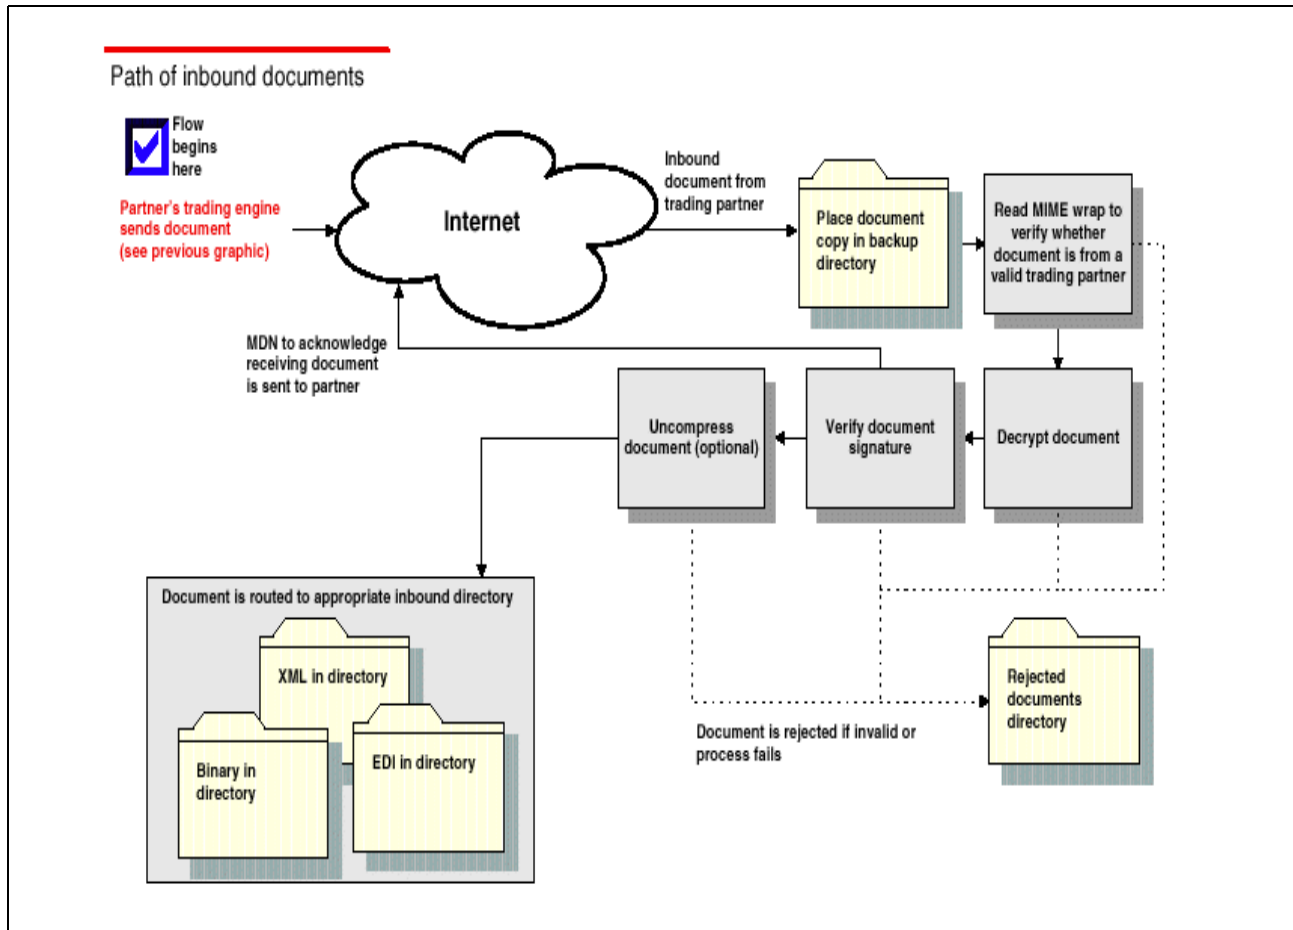 Path of inbound documents
Flow
begins
here
Partner's trading engine
sends document
(see previous graphic)
Internet
Inbound
document from
trading partner
Place document
copy in backup
directory
Read MIME wrap to
verify whether
document is from a
valid trading partner
MDN to acknowledge
receiving document
is sent to partner
Uncompress
document (optional)
Verify document
signature
Decrypt document
Document is routed to appropriate inbound directory
XML in directory
Binary in
directory
EDI in directory
Rejected
documents
directory
Document is rejected if invalid or
process fails